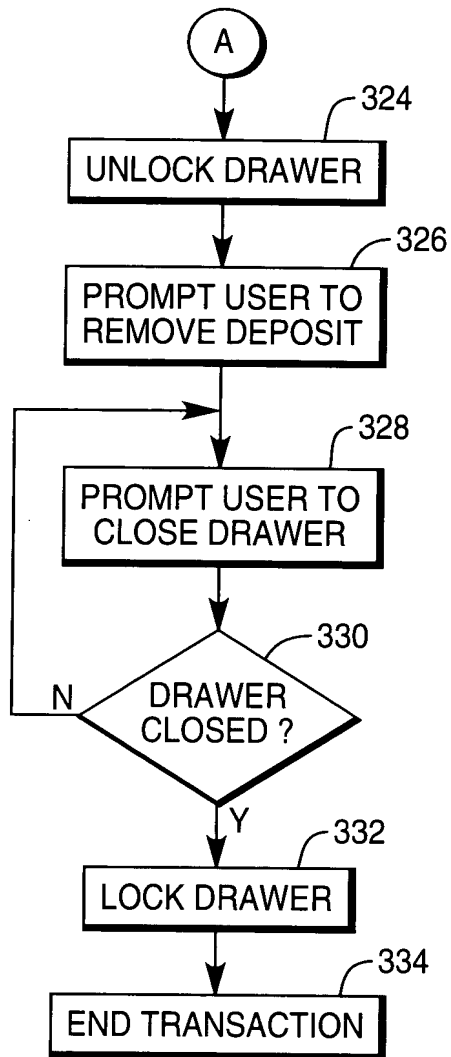 A
324
UNLOCK DRAWER
326
PROMPT USER TO
REMOVE DEPOSIT
328
PROMPT USER TO
CLOSE DRAWER
330
DRAWER
CLOSED ?
N
Y
332
LOCK DRAWER
334
END TRANSACTION